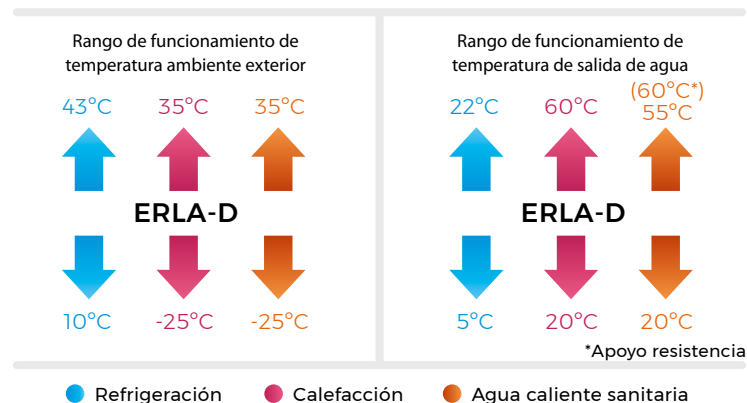 Rango de funcionamiento de
temperatura ambiente exterior
43°C 35°C 35°C
ERLA-D
10°C -25°C -25°C
Rango de funcionamiento de
temperatura de salida de agua
(60°C*)
22°C 60°C 55°C
ERLA-D
5°C 20°C 20°C
*Apoyo resistencia
Refrigeración Calefacción Agua caliente sanitaria